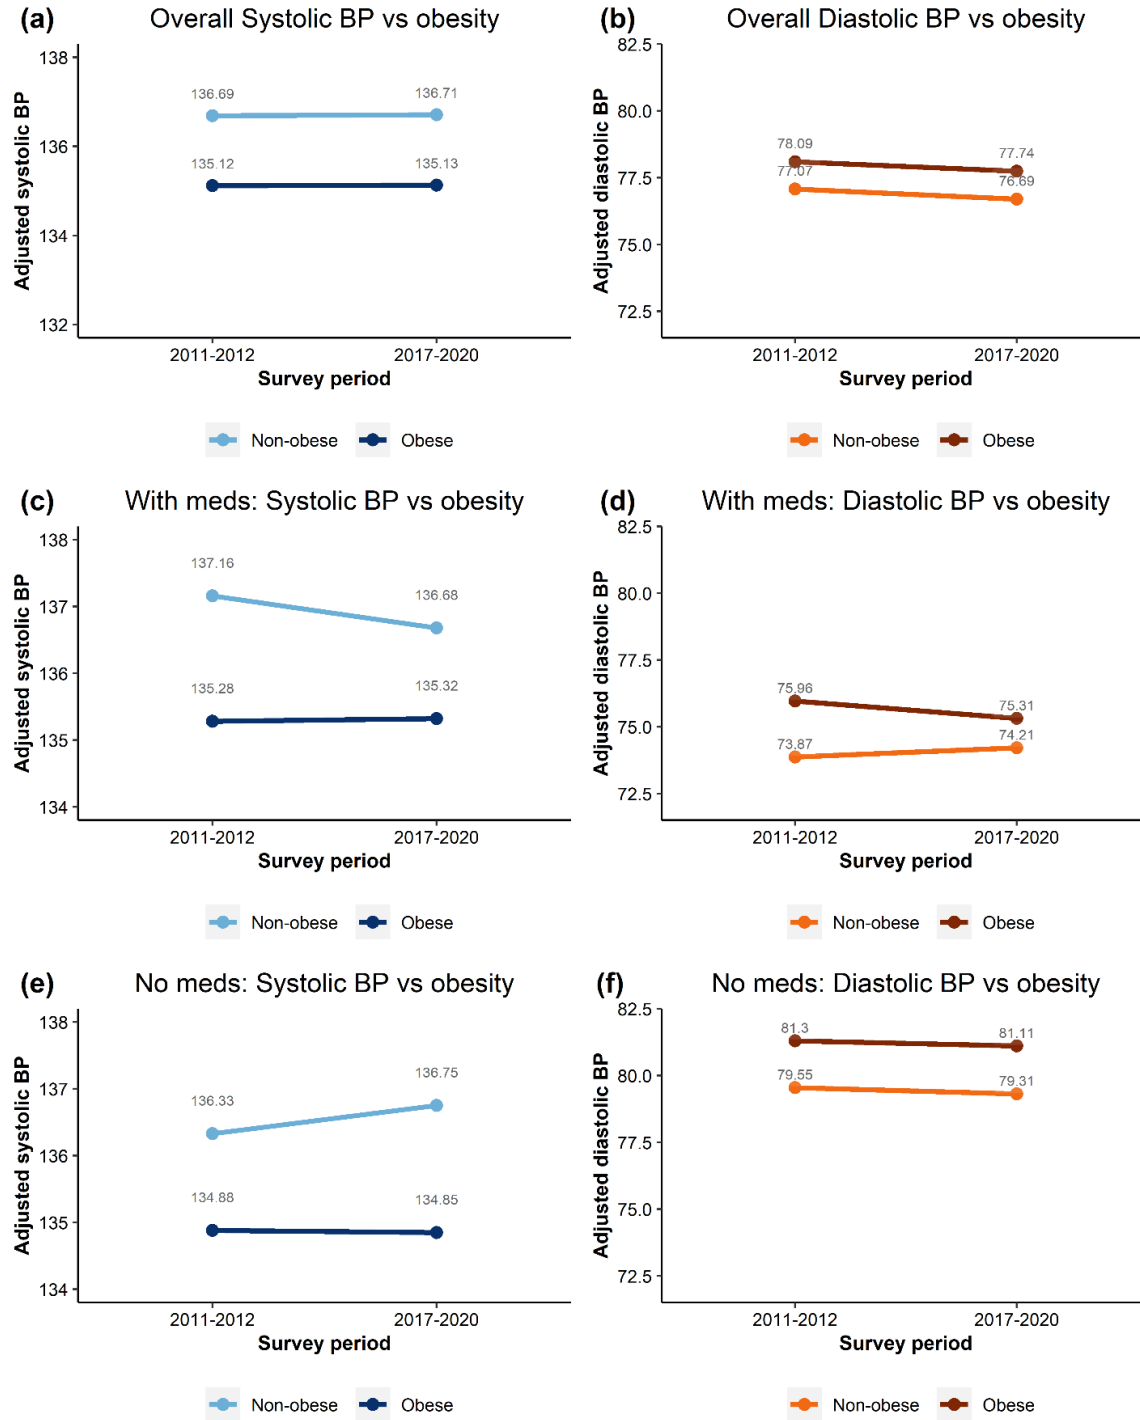 (a) Overall Systolic BP vs obesity
138
136
134
132
Adjusted systolic BP
136.69
136.71
135.12
135.13
2011-2012 2017-2020
Survey period
Non-obese Obese
(b) Overall Diastolic BP vs obesity
82.5
80.0
77.5
75.0
72.5
Adjusted diastolic BP
78.09
77.74
77.07
76.69
2011-2012 2017-2020
Survey period
Non-obese Obese
(c) With meds: Systolic BP vs obesity
138
137
136
135
134
Adjusted systolic BP
137.16
136.68
135.28
135.32
2011-2012 2017-2020
Survey period
Non-obese Obese
(d) With meds: Diastolic BP vs obesity
82.5
80.0
77.5
75.0
72.5
Adjusted diastolic BP
75.96
75.31
73.87
74.21
2011-2012 2017-2020
Survey period
Non-obese Obese
(e) No meds: Systolic BP vs obesity
138
137
136
135
134
Adjusted systolic BP
136.33
136.75
134.88
134.85
2011-2012 2017-2020
Survey period
Non-obese Obese
(f) No meds: Diastolic BP vs obesity
82.5
80.0
77.5
75.0
72.5
Adjusted diastolic BP
81.3
81.11
79.55
79.31
2011-2012 2017-2020
Survey period
Non-obese Obese